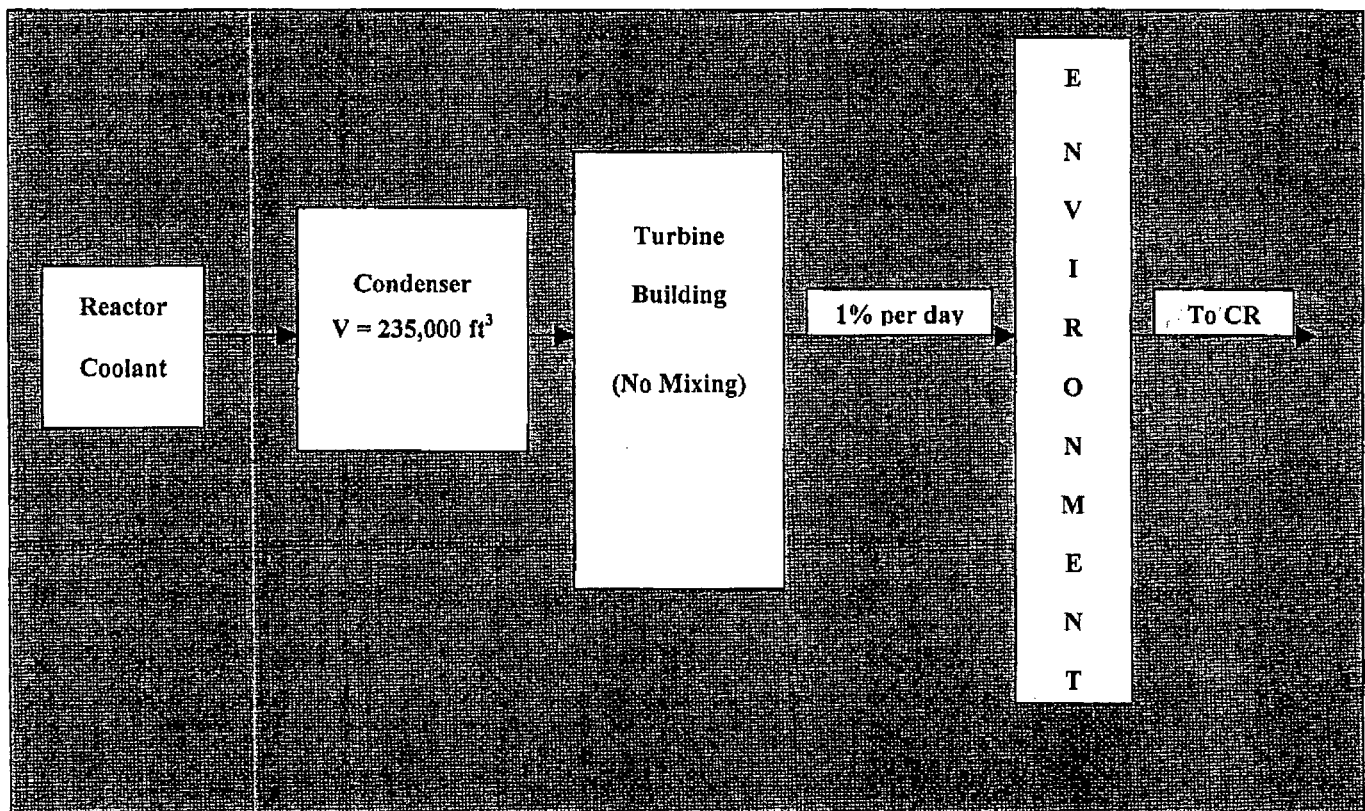 Reactor
Coolant
Condenser
V = 235,000 ft³
Turbine
Building
(No Mixing)
1% per day
E
N
V
I
R
O
N
M
E
N
T
To CR